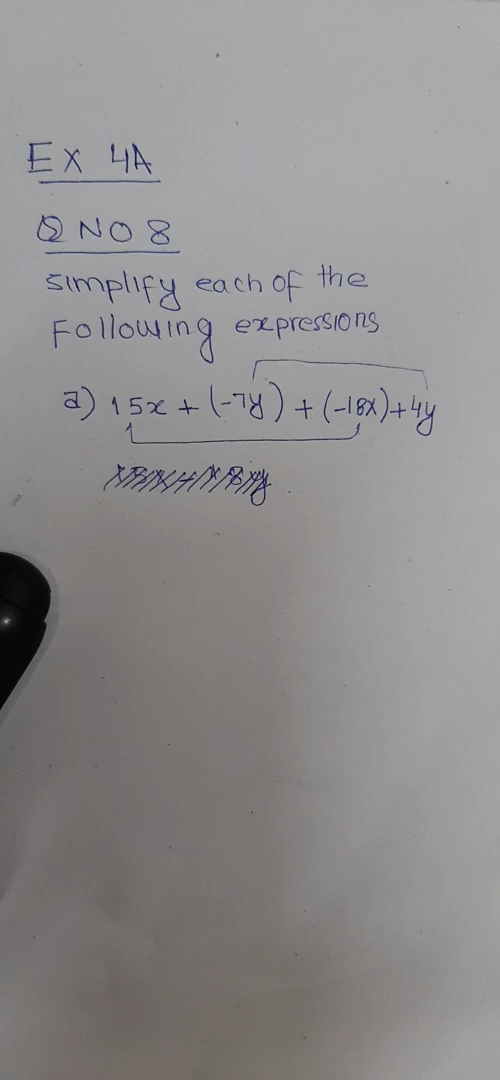 EX 4A
Q NO 8
simplify each of the
Following expressions
a) 15x + (-7y) + (-18x) + 4y